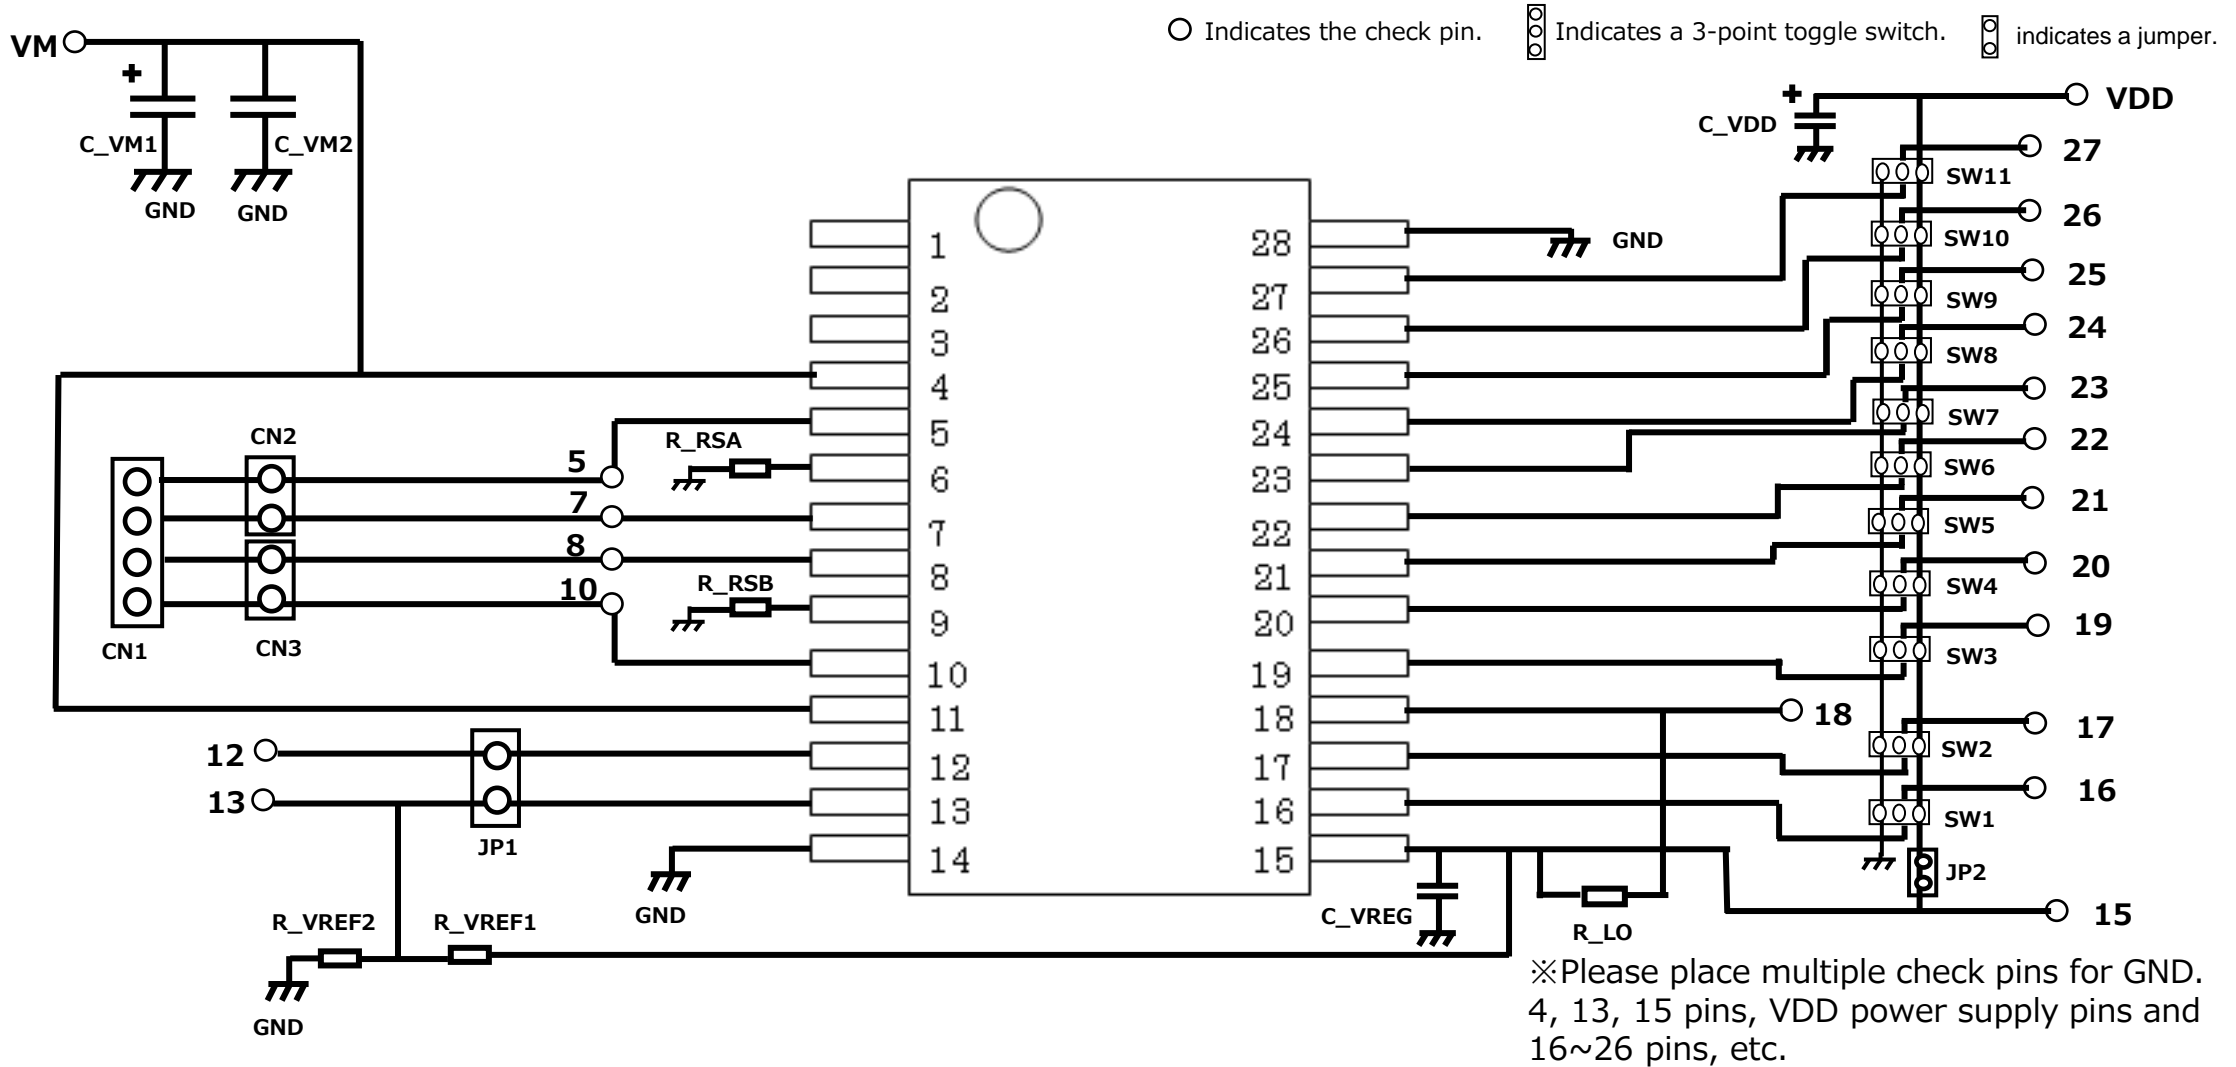 Indicates the check pin.
Indicates a 3-point toggle switch.
indicates a jumper.
VM
+
C_VM1
C_VM2
GND
GND
+
VDD
C_VDD
27
SW11
26
SW10
25
SW9
24
SW8
23
SW7
22
SW6
21
SW5
20
SW4
19
SW3
18
17
SW2
16
SW1
JP2
15
1
2
3
4
5
6
7
8
9
10
11
12
13
14
28
27
26
25
24
23
22
21
20
19
18
17
16
15
GND
CN2
R_RSA
5
7
8
R_RSB
10
CN1
CN3
12
13
JP1
GND
R_VREF2
R_VREF1
GND
C_VREG
R_LO
※Please place multiple check pins for GND.
4, 13, 15 pins, VDD power supply pins and
16~26 pins, etc.